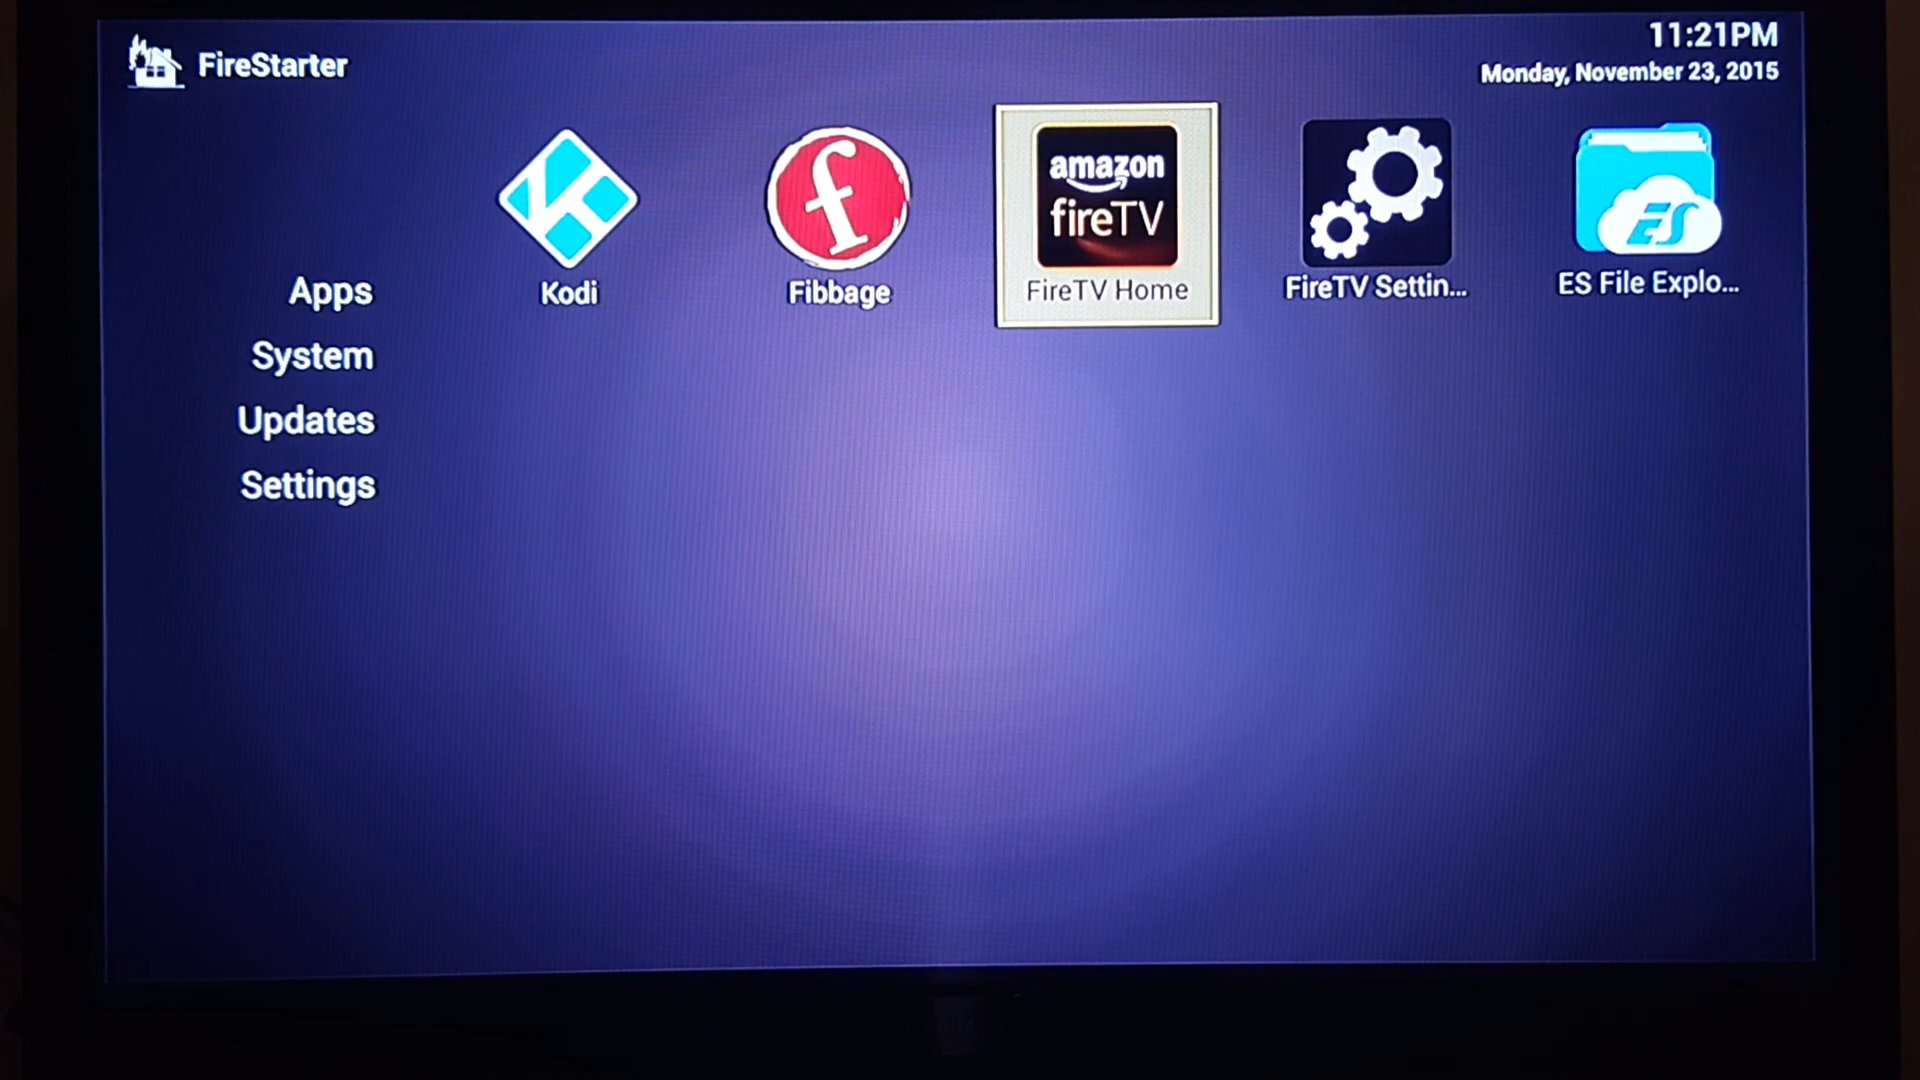 FireStarter
11:21PM
Monday, November 23, 2015
Apps
System
Updates
Settings
Kodi
f
Fibbage
amazon
fireTV
FireTV Home
FireTV Settin...
ES
ES File Explo...